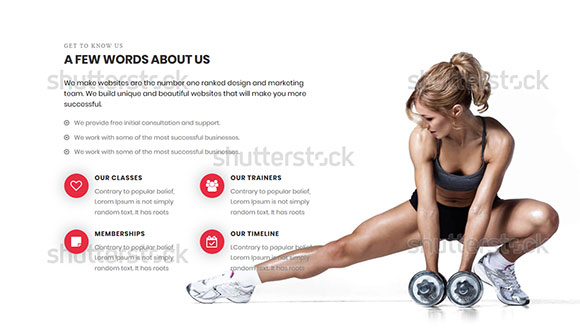 GET TO KNOW US
A FEW WORDS ABOUT US
We make websites are the number one ranked design and marketing
team. We build unique and beautiful websites that will make you more
successful.
We provide free initial consultation and support.
We work with some of the most successful businesses.
We work with some of the most successful businesses.
OUR CLASSES
Contrary to popular belief,
Lorem Ipsum is not simply
random text. It has roots
OUR TRAINERS
Contrary to popular belief,
Lorem Ipsum is not simply
random text. It has roots
MEMBERSHIPS
Contrary to popular belief,
Lorem Ipsum is not simply
random text. It has roots
OUR TIMELINE
LContrary to popular belief,
Lorem Ipsum is not simply
random text. It has roots
shutterstock
shutterstock
shutterstock
shutterstock
shutterstock
shutterstock